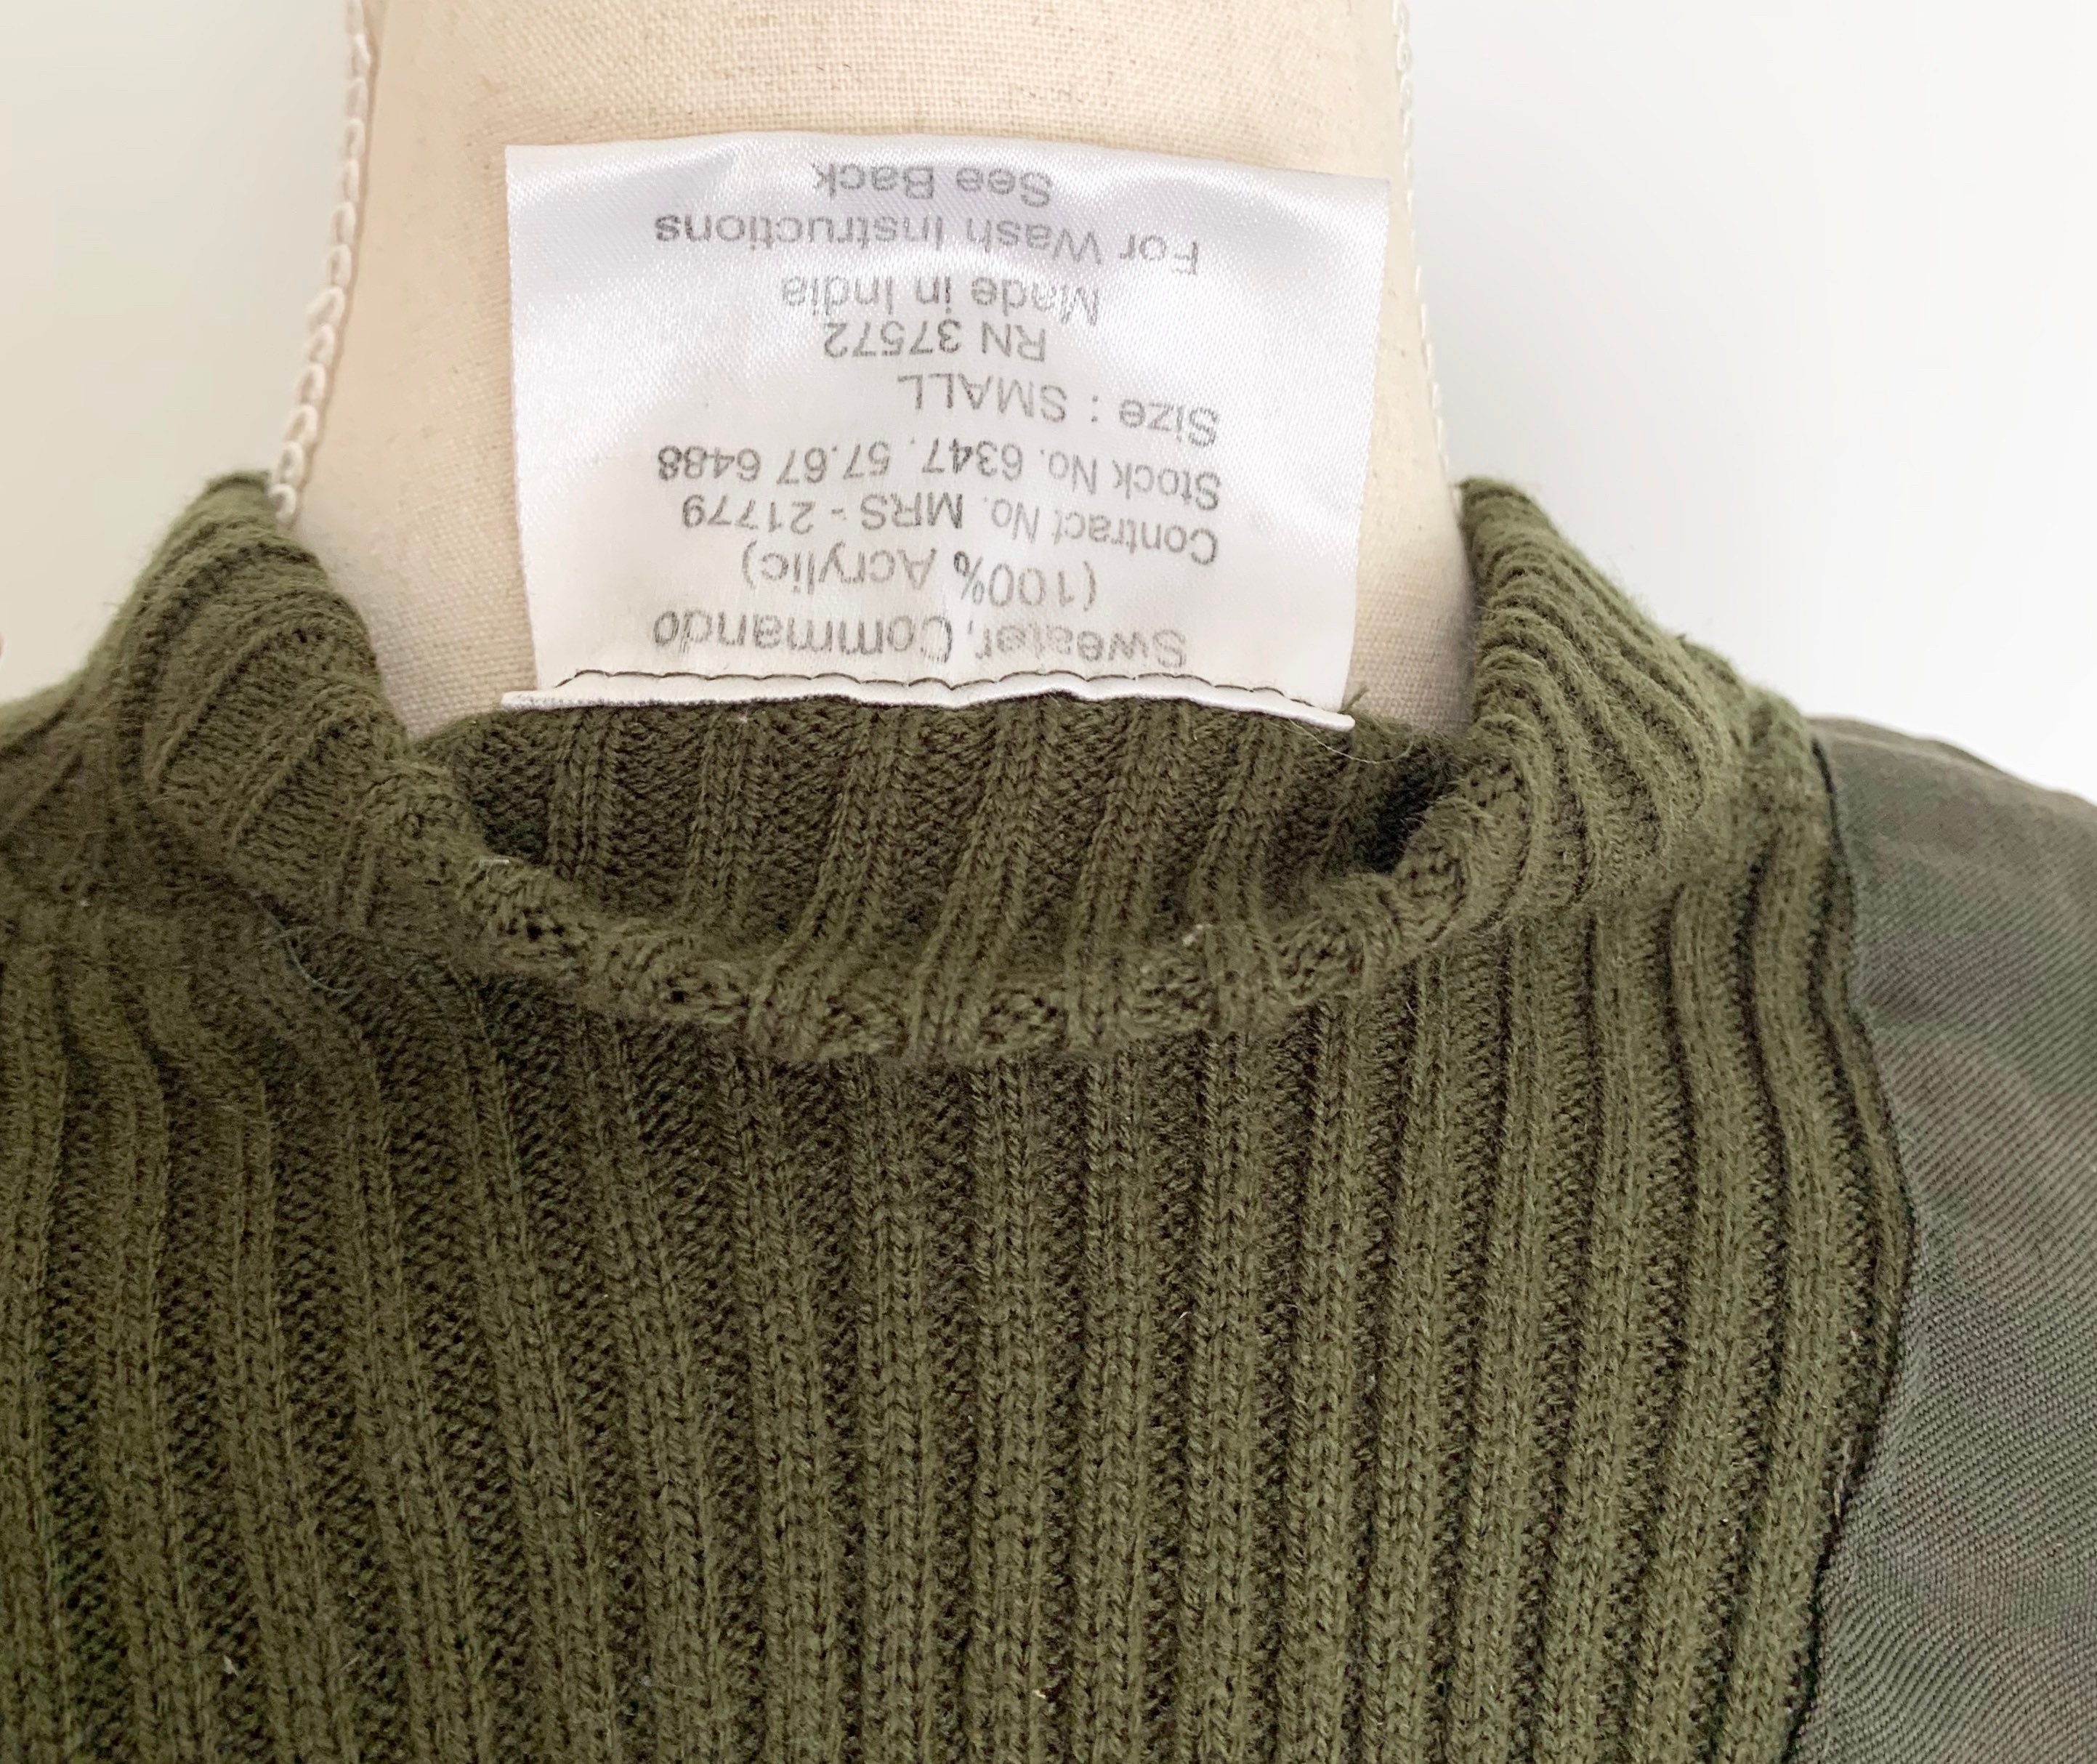 Sweater, Commando
(100% Acrylic)
Contract No. MRS - 21779
Stock No. 6347. 57.67 6488
Size : SMALL
RN 37572
Made in India
For Wash Instructions
See Back